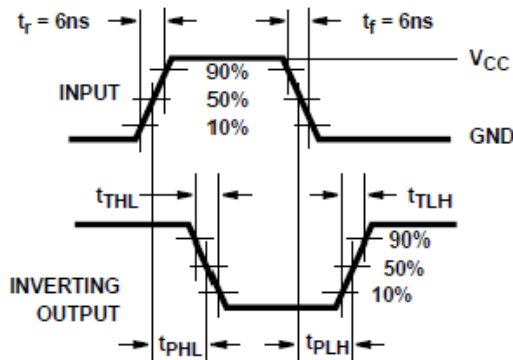 tr = 6ns
tf = 6ns
VCC
90%
INPUT
50%
10%
GND
tTHL
tTLH
90%
50%
INVERTING
OUTPUT
10%
tPHL
tPLH